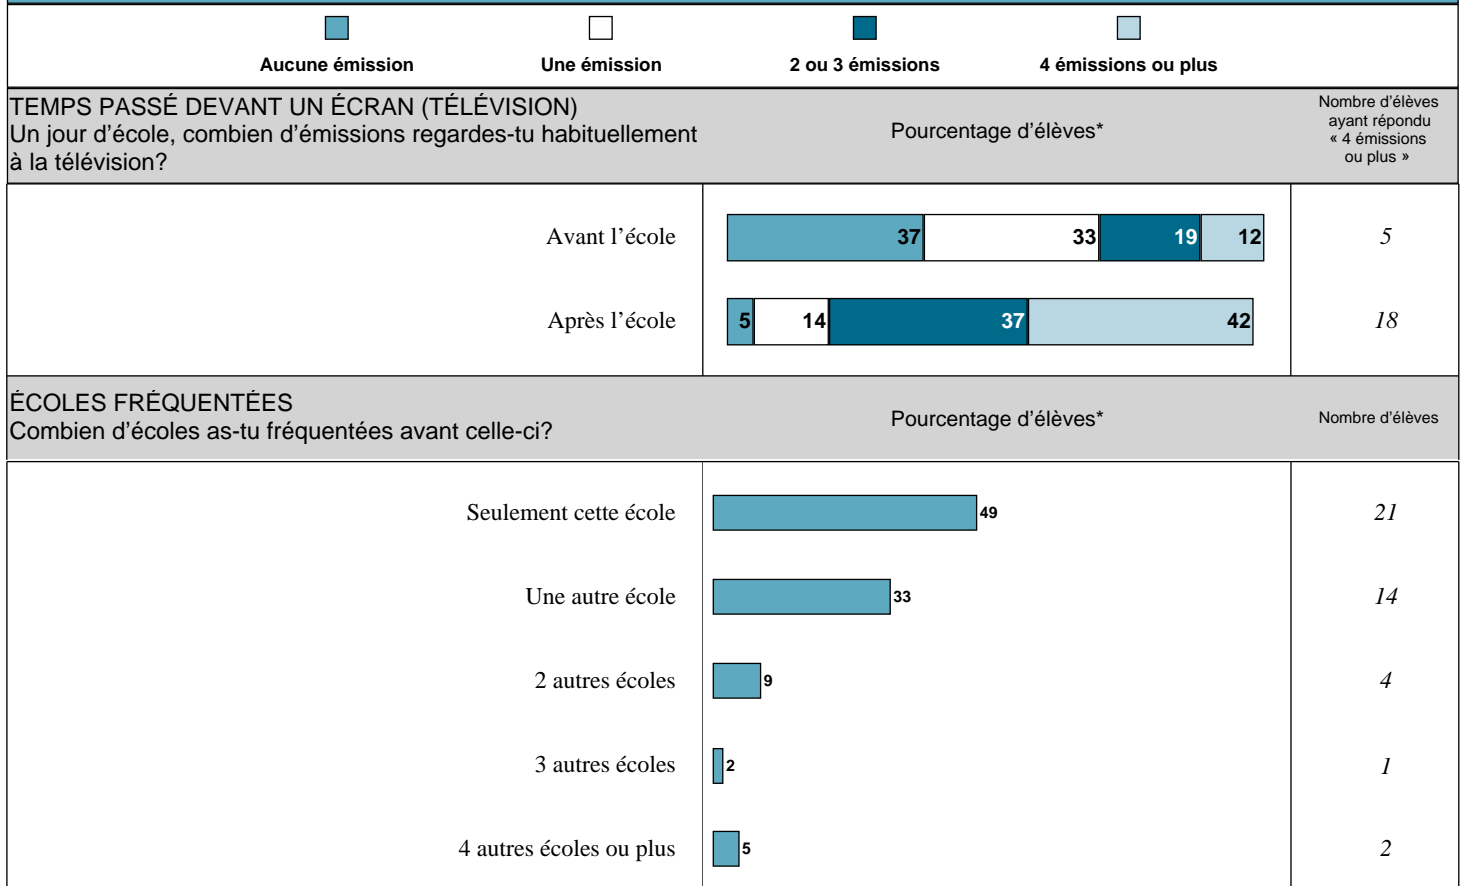 Aucune émission
Une émission
2 ou 3 émissions
4 émissions ou plus
TEMPS PASSÉ DEVANT UN ÉCRAN (TÉLÉVISION)
Un jour d’école, combien d’émissions regardes-tu habituellement
à la télévision?
Pourcentage d’élèves*
Nombre d’élèves
ayant répondu
« 4 émissions
ou plus »
Avant l’école
37
33
19
12
5
Après l’école
5
14
37
42
18
ÉCOLES FRÉQUENTÉES
Combien d’écoles as-tu fréquentées avant celle-ci?
Pourcentage d’élèves*
Nombre d’élèves
Seulement cette école
49
21
Une autre école
33
14
2 autres écoles
9
4
3 autres écoles
2
1
4 autres écoles ou plus
5
2